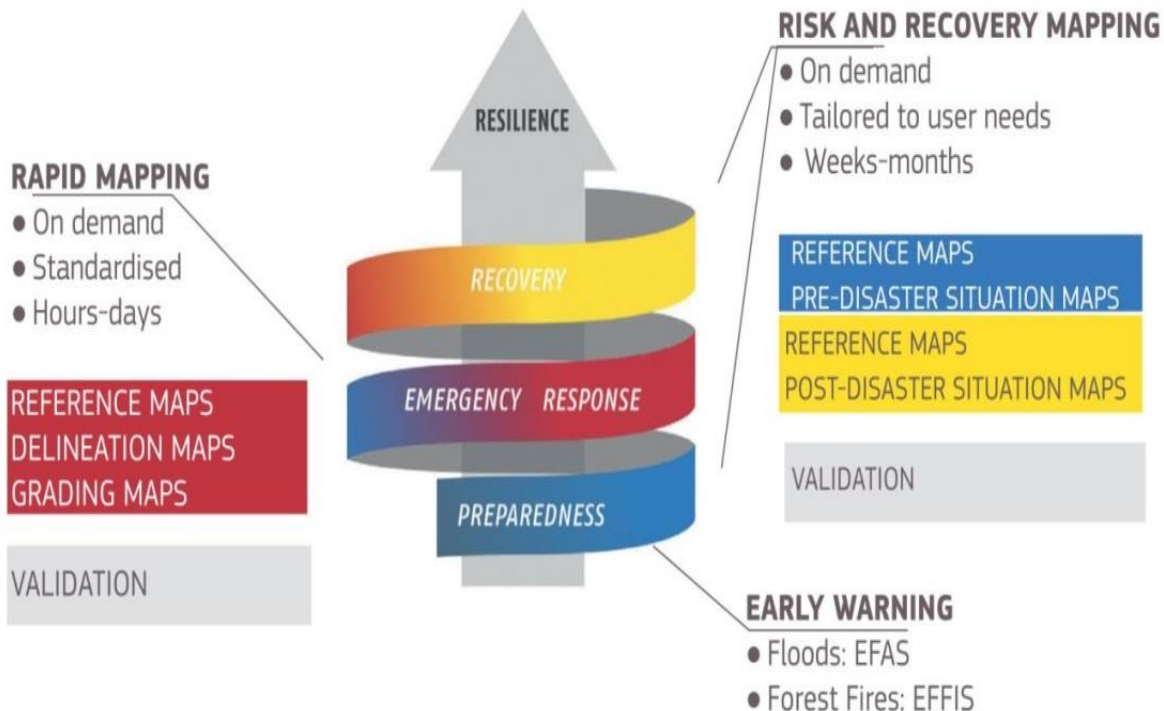 RISK AND RECOVERY MAPPING
● On demand
● Tailored to user needs
● Weeks-months
RESILIENCE
RAPID MAPPING
● On demand
● Standardised
● Hours-days
RECOVERY
EMERGENCY RESPONSE
PREPAREDNESS
REFERENCE MAPS
PRE-DISASTER SITUATION MAPS
REFERENCE MAPS
POST-DISASTER SITUATION MAPS
VALIDATION
REFERENCE MAPS
DELINEATION MAPS
GRADING MAPS
VALIDATION
EARLY WARNING
● Floods: EFAS
● Forest Fires: EFFIS